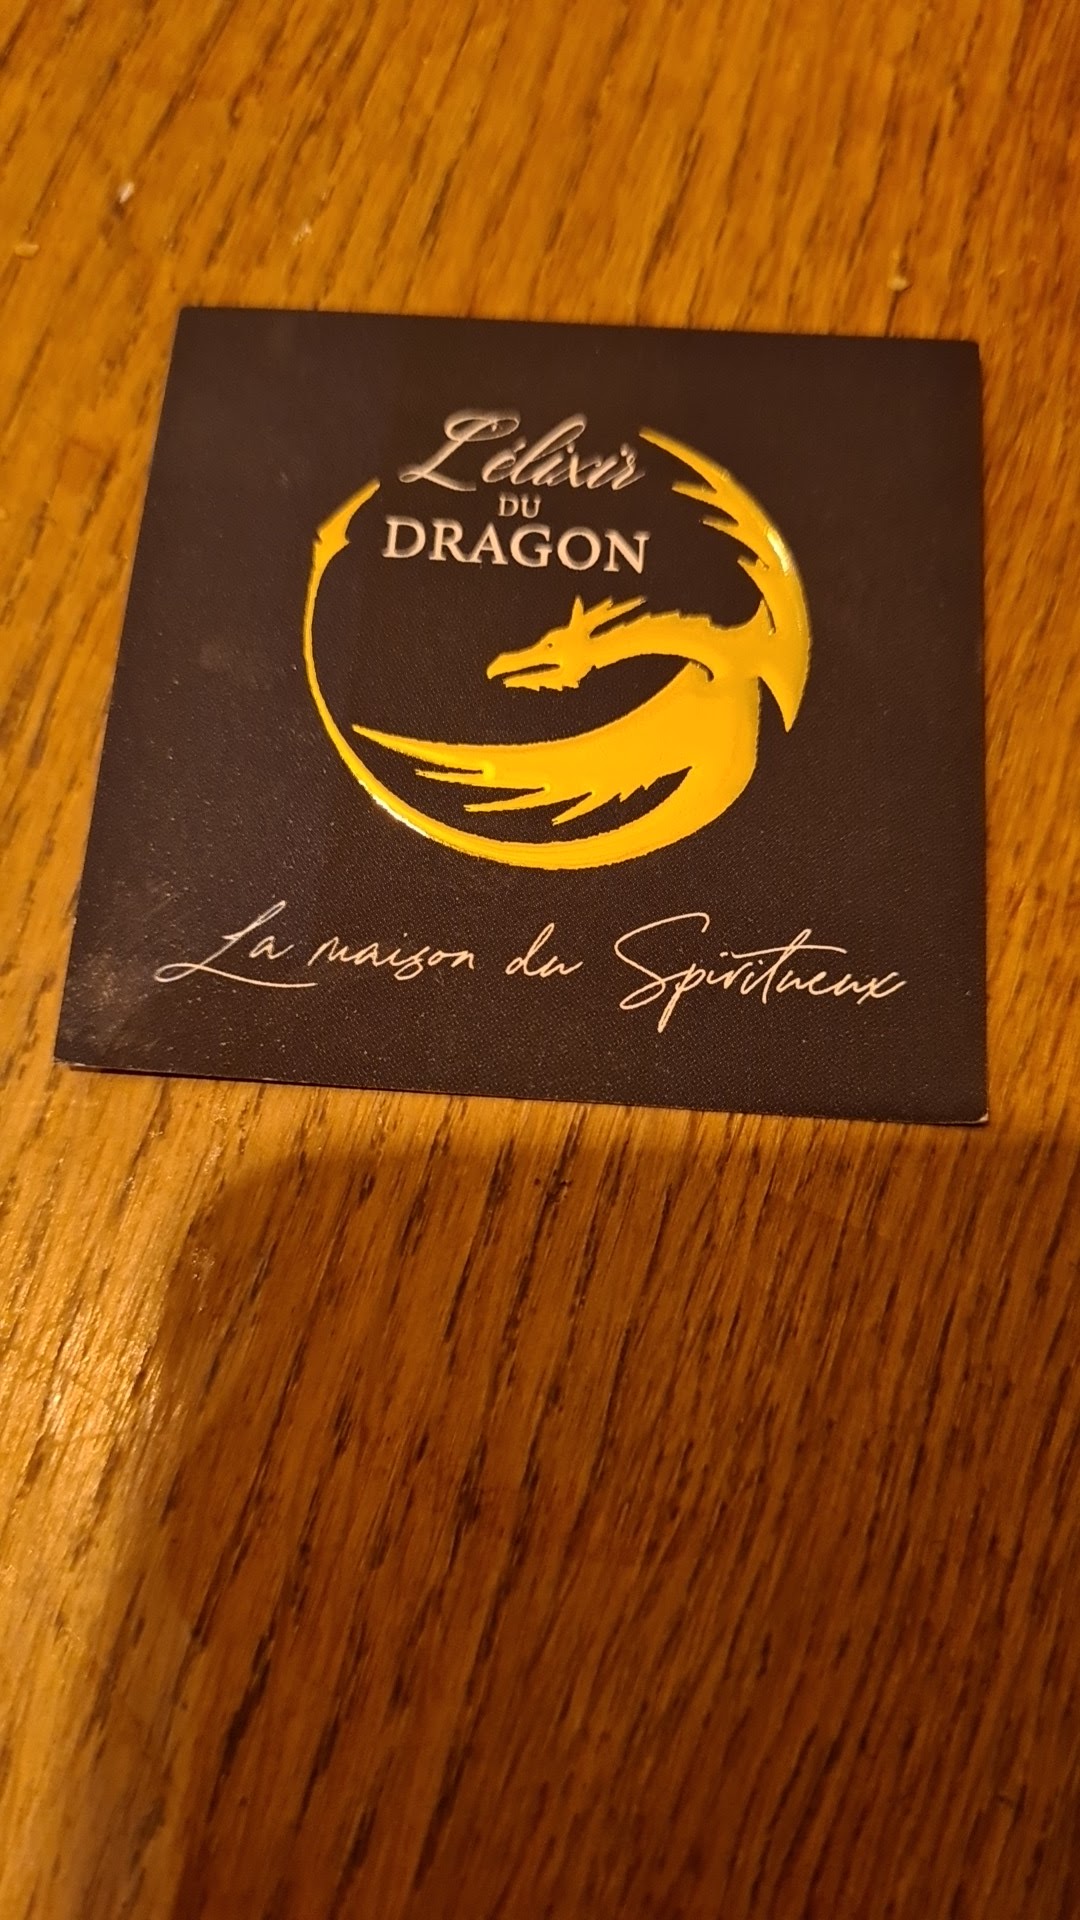 L'élixir
DU
DRAGON
La maison du Spiritueux